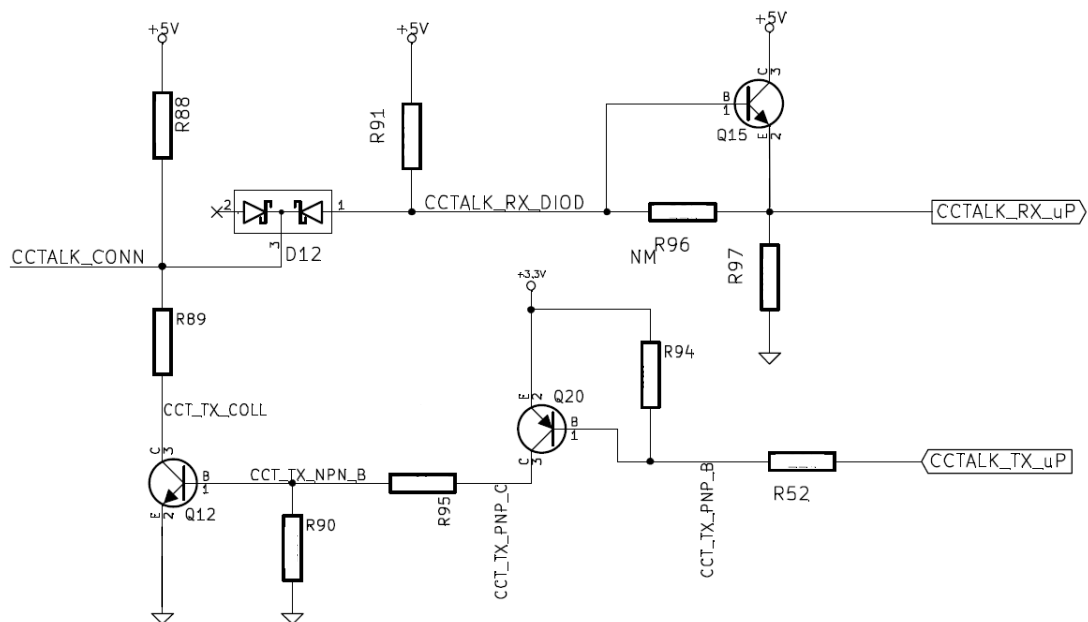 +5V
+5V
+5V
R88
R91
C
3
B
1
Q15
E
2
2
1
CCTALK_RX_DIOD
CCTALK_RX_uP
3
D12
R96
NM
R97
CCTALK_CONN
+3.3V
R89
R94
E
2
Q20
B
1
C
3
CCT_TX_COLL
CCTALK_TX_uP
R52
C
3
B
1
CCT_TX_NPN_B
Q12
E
2
R90
R95
CCT_TX_PNP_C
CCT_TX_PNP_B